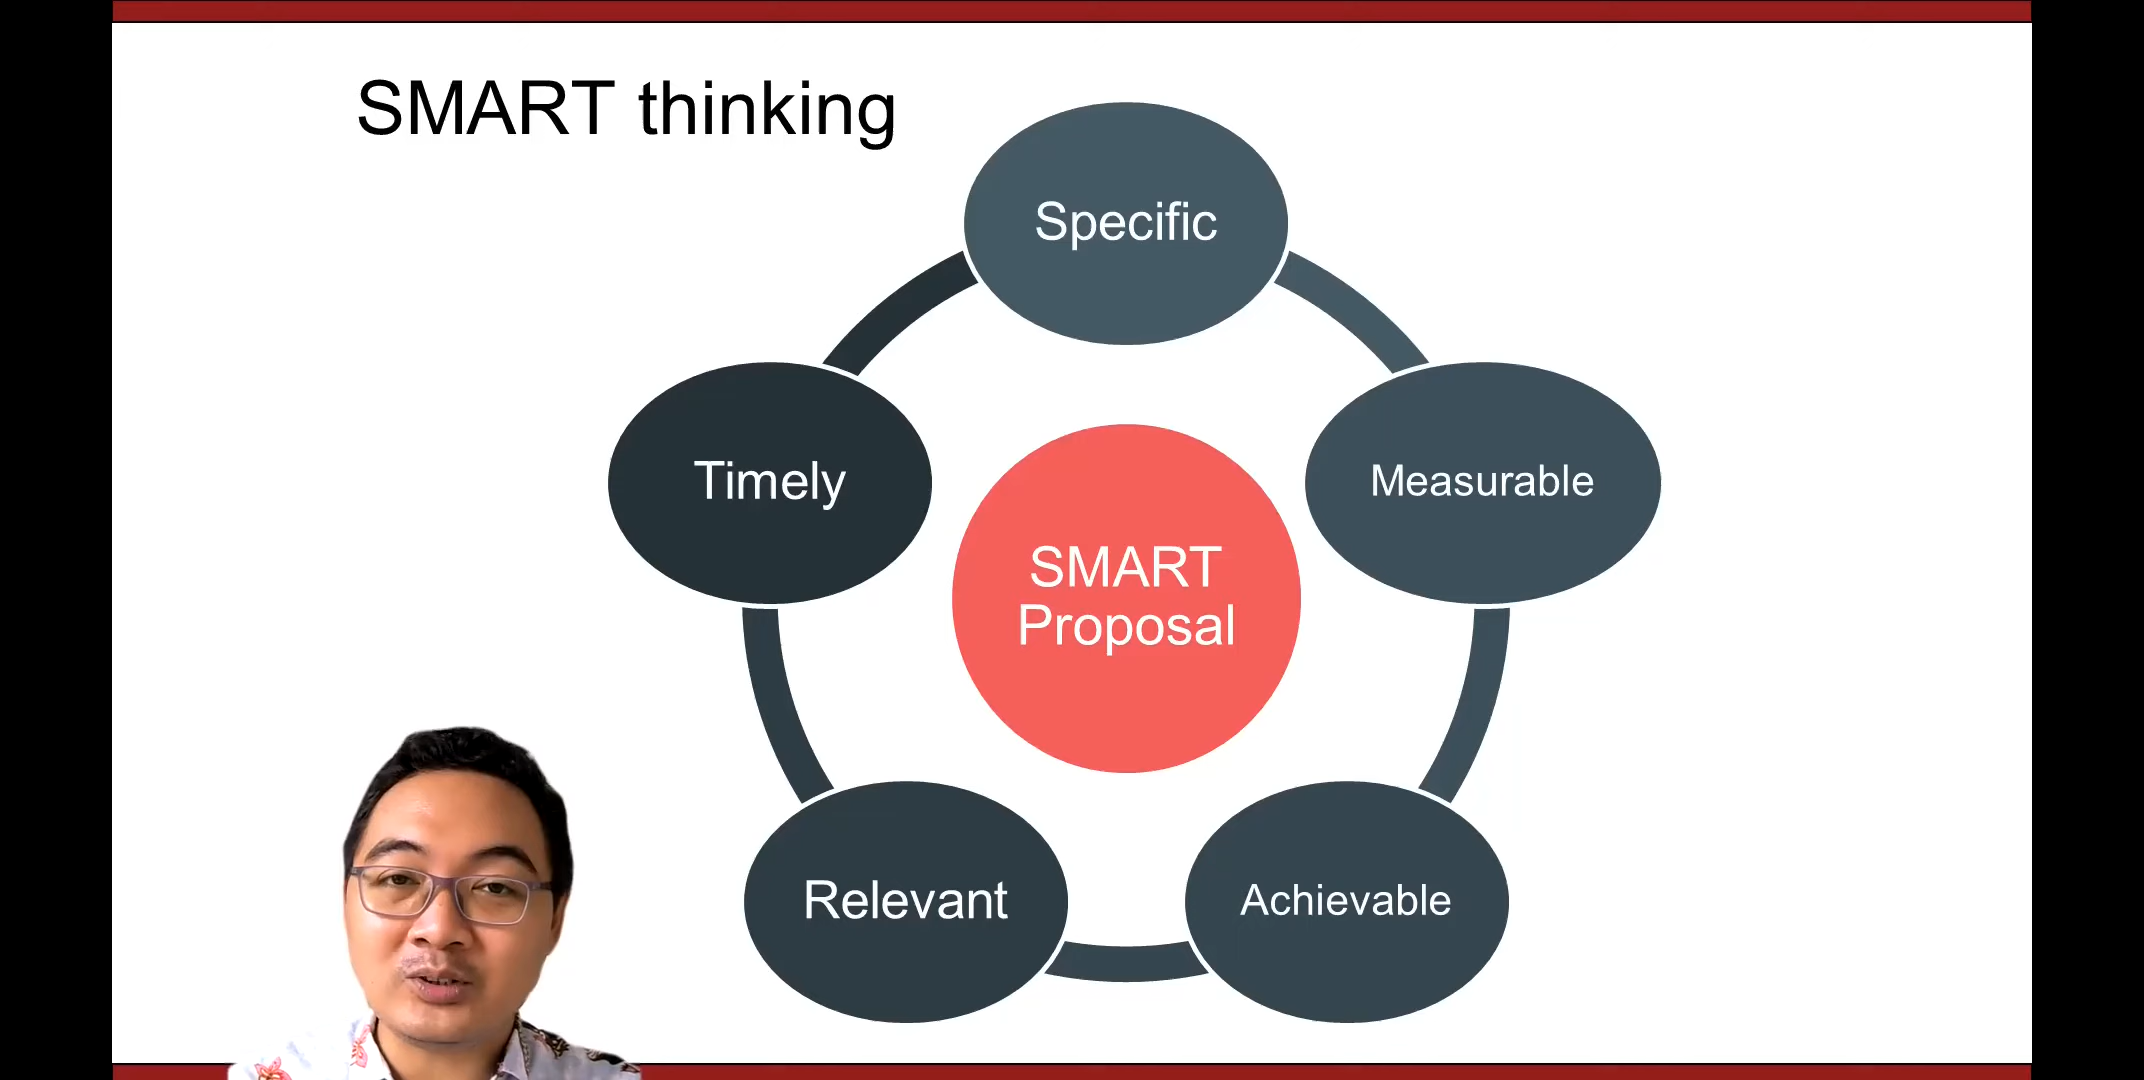 SMART thinking
Specific
Measurable
Achievable
Relevant
Timely
SMART
Proposal